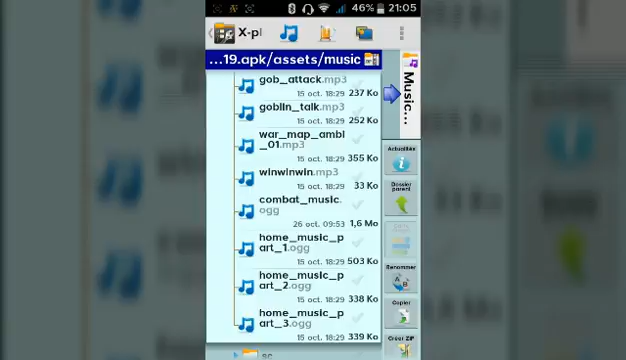 46% 21:05
X-pl
...19.apk/assets/music
Music...
gob_attack.mp3
15 oct. 18:29 237 Ko
goblin_talk.mp3
15 oct. 18:29 252 Ko
war_map_ambi
_01.mp3
15 oct. 18:29 355 Ko
winwinwin.mp3
15 oct. 18:29 33 Ko
combat_music.
ogg
26 oct. 09:53 1,6 Mo
home_music_p
art_1.ogg
15 oct. 18:29 503 Ko
home_music_p
art_2.ogg
15 oct. 18:29 338 Ko
home_music_p
art_3.ogg
15 oct. 18:29 339 Ko
sc
Actualités
Dossier
parent
Renommer
Copier
Créer ZIP